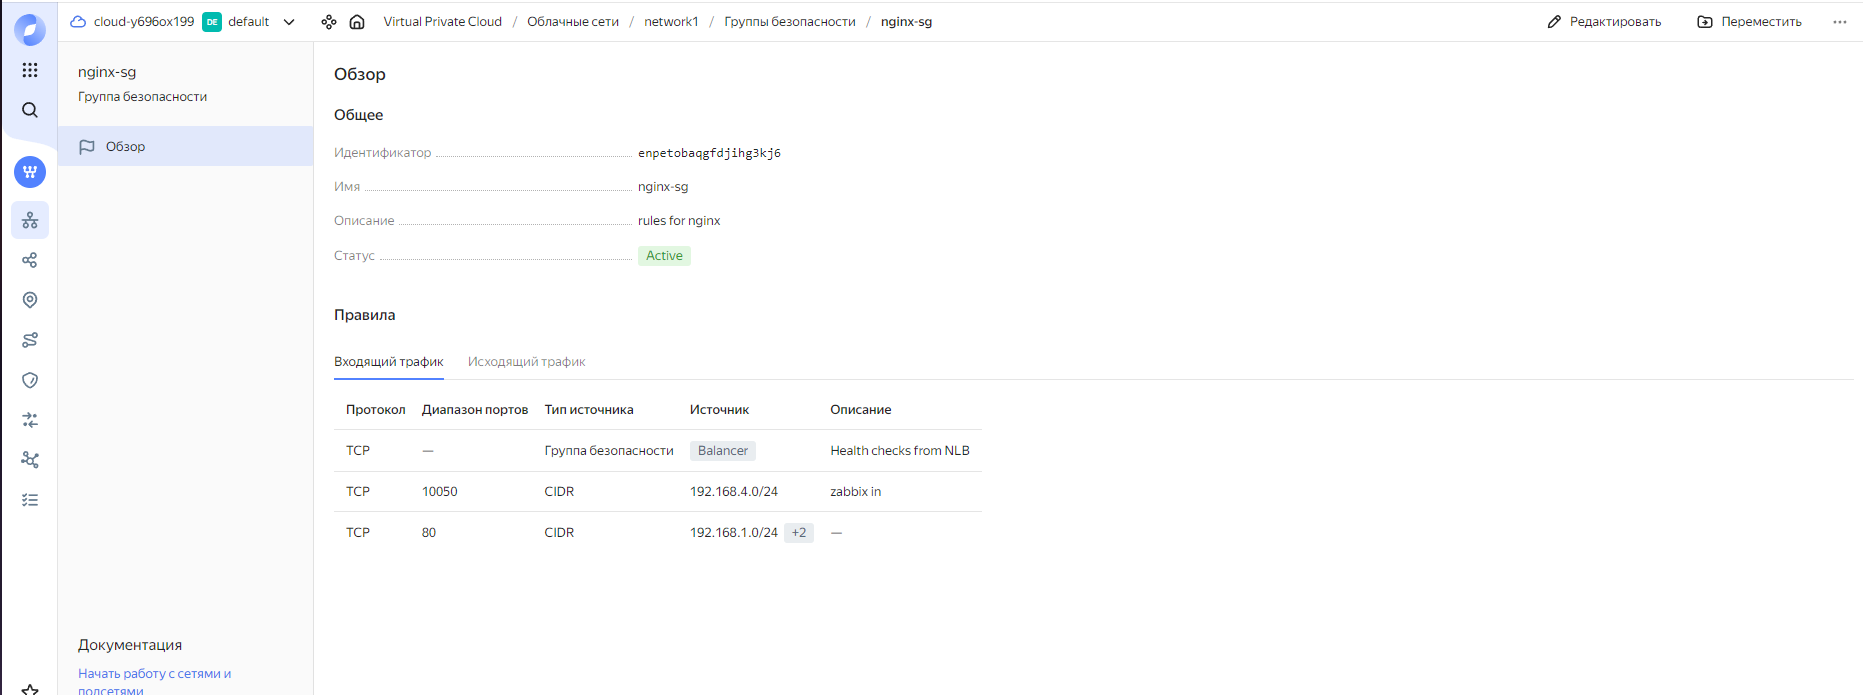 cloud-y696ox199 DE default Virtual Private Cloud / Облачные сети / network1 / Группы безопасности / nginx-sg Редактировать Переместить
nginx-sg
Группа безопасности
Обзор
Обзор
Общее
Идентификатор enpetobaqgfdjihg3kj6
Имя nginx-sg
Описание rules for nginx
Статус Active
Правила
Входящий трафик Исходящий трафик
Протокол Диапазон портов Тип источника Источник Описание
TCP — Группа безопасности Balancer Health checks from NLB
TCP 10050 CIDR 192.168.4.0/24 zabbix in
TCP 80 CIDR 192.168.1.0/24 +2 —
Документация
Начать работу с сетями и
подсетями